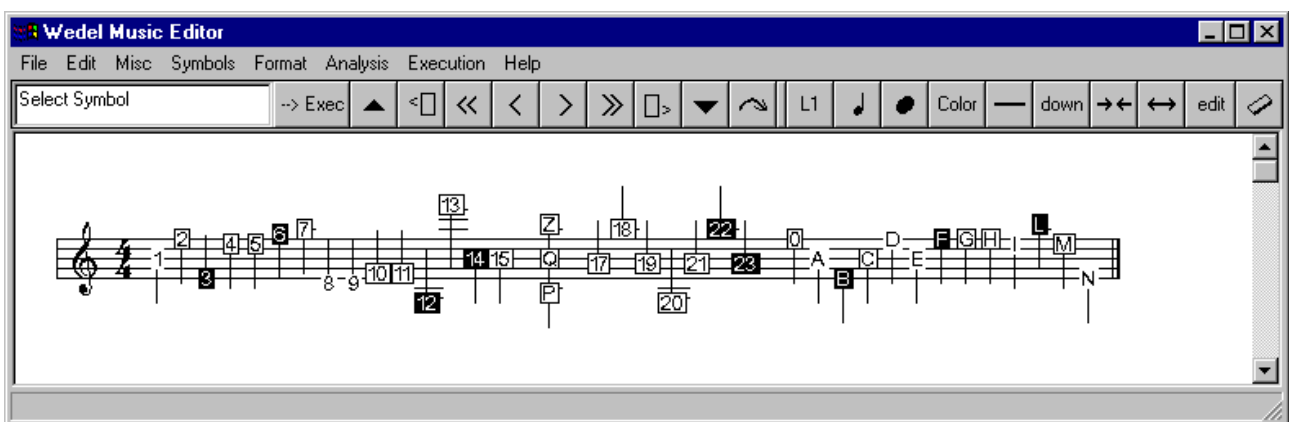 Wedel Music Editor
File Edit Misc Symbols Format Analysis Execution Help
Select Symbol --> Exec < >  L1 Color down edit
13
2 4 5 6 7 Z 18 22 0 D F G H I L M
1 3 8 9 10 11 12 14 15 Q P 17 19 20 21 23 A B C E N